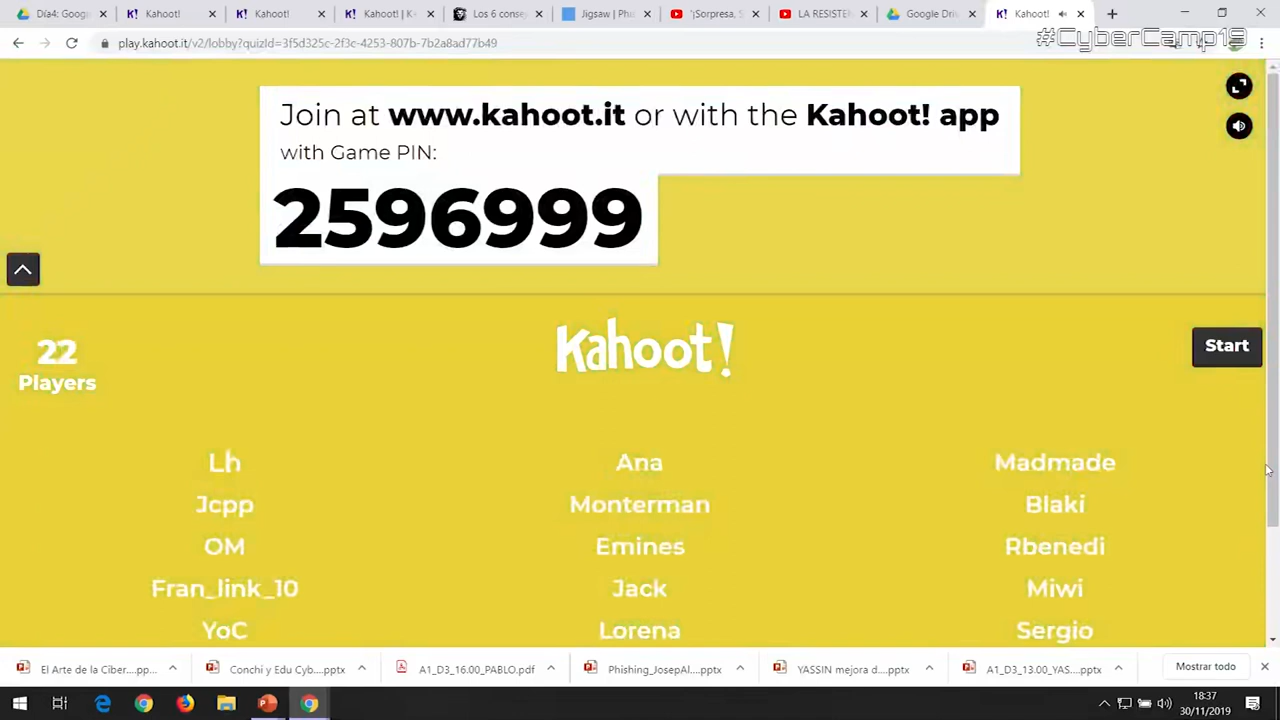 Día4: Goog
Kahoot!
Kahoot!
Kahoot! | K
Los 6 conse
Jigsaw | Ph
'¡Sorpresa, S
LA RESISTE
Google Dri
Kahoot!
play.kahoot.it/v2/lobby?quizId=3f5d325c-2f3c-4253-807b-7b2a8ad77b49
#CyberCamp19
Join at www.kahoot.it or with the Kahoot! app
with Game PIN:
2596999
22
Players
Kahoot!
Start
Lh
Ana
Madmade
Jcpp
Monterman
Blaki
OM
Emines
Rbenedi
Fran_link_10
Jack
Miwi
YoC
Lorena
Sergio
El Arte de la Ciber....pp...
Conchi y Edu Cyb....pptx
A1_D3_16.00_PABLO.pdf
Phishing_JosepAl....pptx
YASSIN mejora d....pptx
A1_D3_13.00_YAS....pptx
Mostrar todo
18:37
30/11/2019